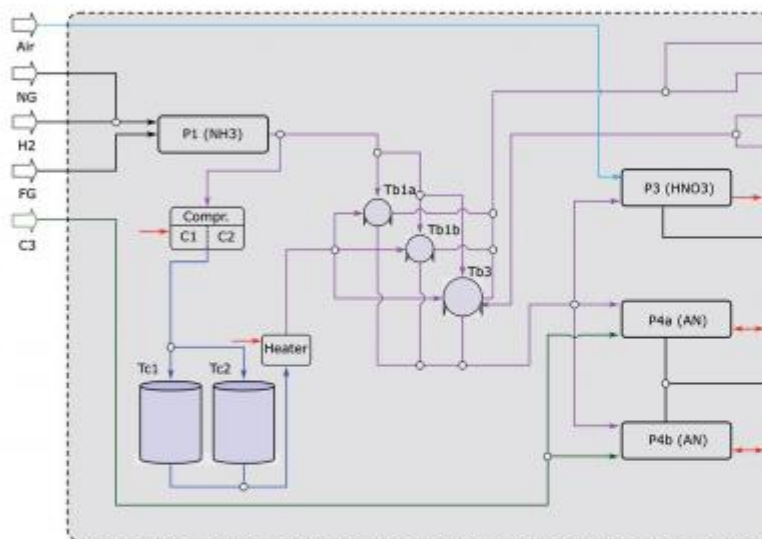 Air
NG
H2
FG
C3
P1 (NH3)
Compr.
C1 C2
Tb1a
Tb1b
Tb3
Heater
Tc1 Tc2
P3 (HNO3)
P4a (AN)
P4b (AN)